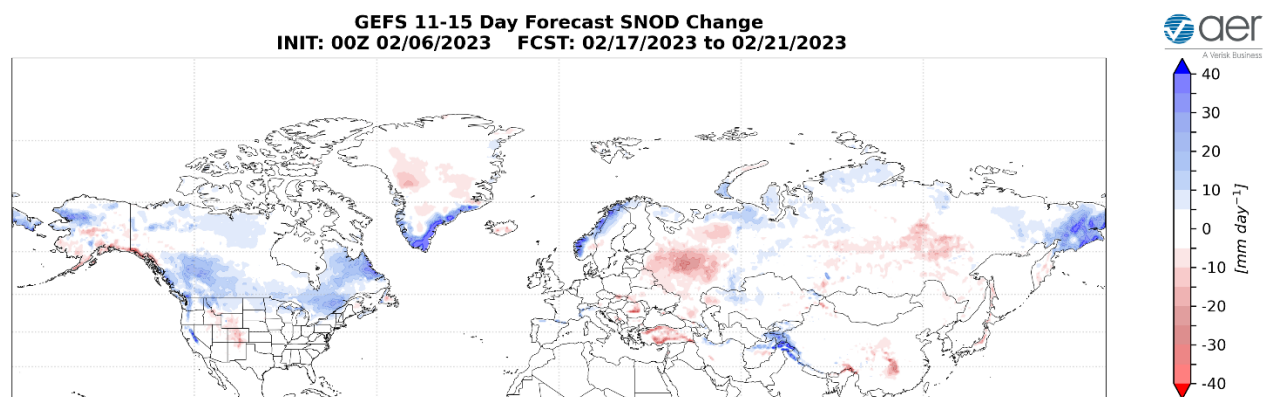 GEFS 11-15 Day Forecast SNOD Change
INIT: 00Z 02/06/2023 FCST: 02/17/2023 to 02/21/2023
aer
A Verisk Business
40
30
20
10
0
-10
-20
-30
-40
[mm day⁻¹]